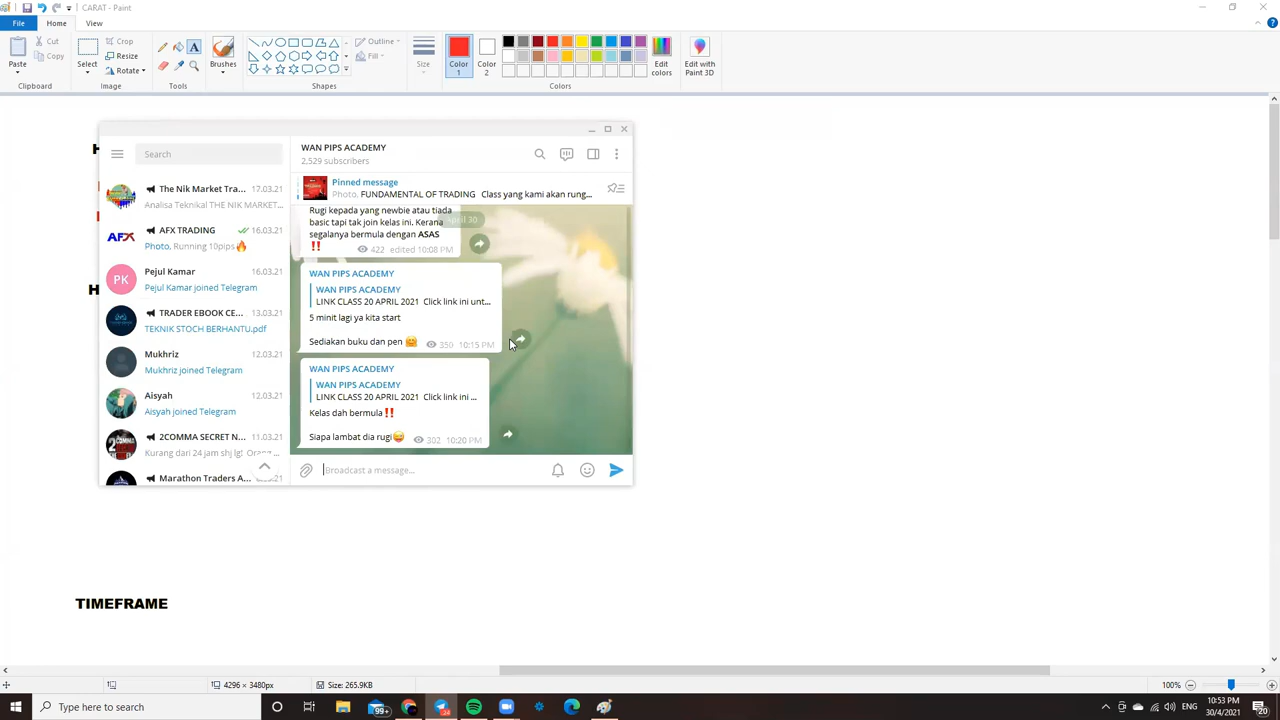 CARAT - Paint
File
Home
View
Paste
Cut
Copy
Clipboard
Select
Crop
Resize
Rotate
Image
Tools
Brushes
Shapes
Outline
Fill
Size
Color 1
Color 2
Colors
Edit colors
Edit with Paint 3D
Search
The Nik Market Tra... 17.03.21
Analisa Teknikal THE NIK MARKET...
AFX TRADING 16.03.21
Photo, Running 10pips🔥
Pejul Kamar 16.03.21
Pejul Kamar joined Telegram
TRADER EBOOK CE... 13.03.21
TEKNIK STOCH BERHANTU.pdf
Mukhriz 12.03.21
Mukhriz joined Telegram
Aisyah 12.03.21
Aisyah joined Telegram
2COMMA SECRET N... 11.03.21
Kurang dari 24 jam shj lg! Orang ...
Marathon Traders A...
AFX
PK
WAN PIPS ACADEMY
2,529 subscribers
Pinned message
Photo, FUNDAMENTAL OF TRADING Class yang kami akan rung...
April 30
Rugi kepada yang newbie atau tiada
basic tapi tak join kelas ini. Kerana
segalanya bermula dengan ASAS
‼️
422 edited 10:08 PM
WAN PIPS ACADEMY
WAN PIPS ACADEMY
LINK CLASS 20 APRIL 2021 Click link ini unt...
5 minit lagi ya kita start
Sediakan buku dan pen 🤗
350 10:15 PM
WAN PIPS ACADEMY
WAN PIPS ACADEMY
LINK CLASS 20 APRIL 2021 Click link ini ...
Kelas dah bermula‼️
Siapa lambat dia rugi😜
302 10:20 PM
Broadcast a message...
TIMEFRAME
4296 × 3480px
Size: 265.9KB
100%
Type here to search
99+
ENG
10:53 PM
30/4/2021
20